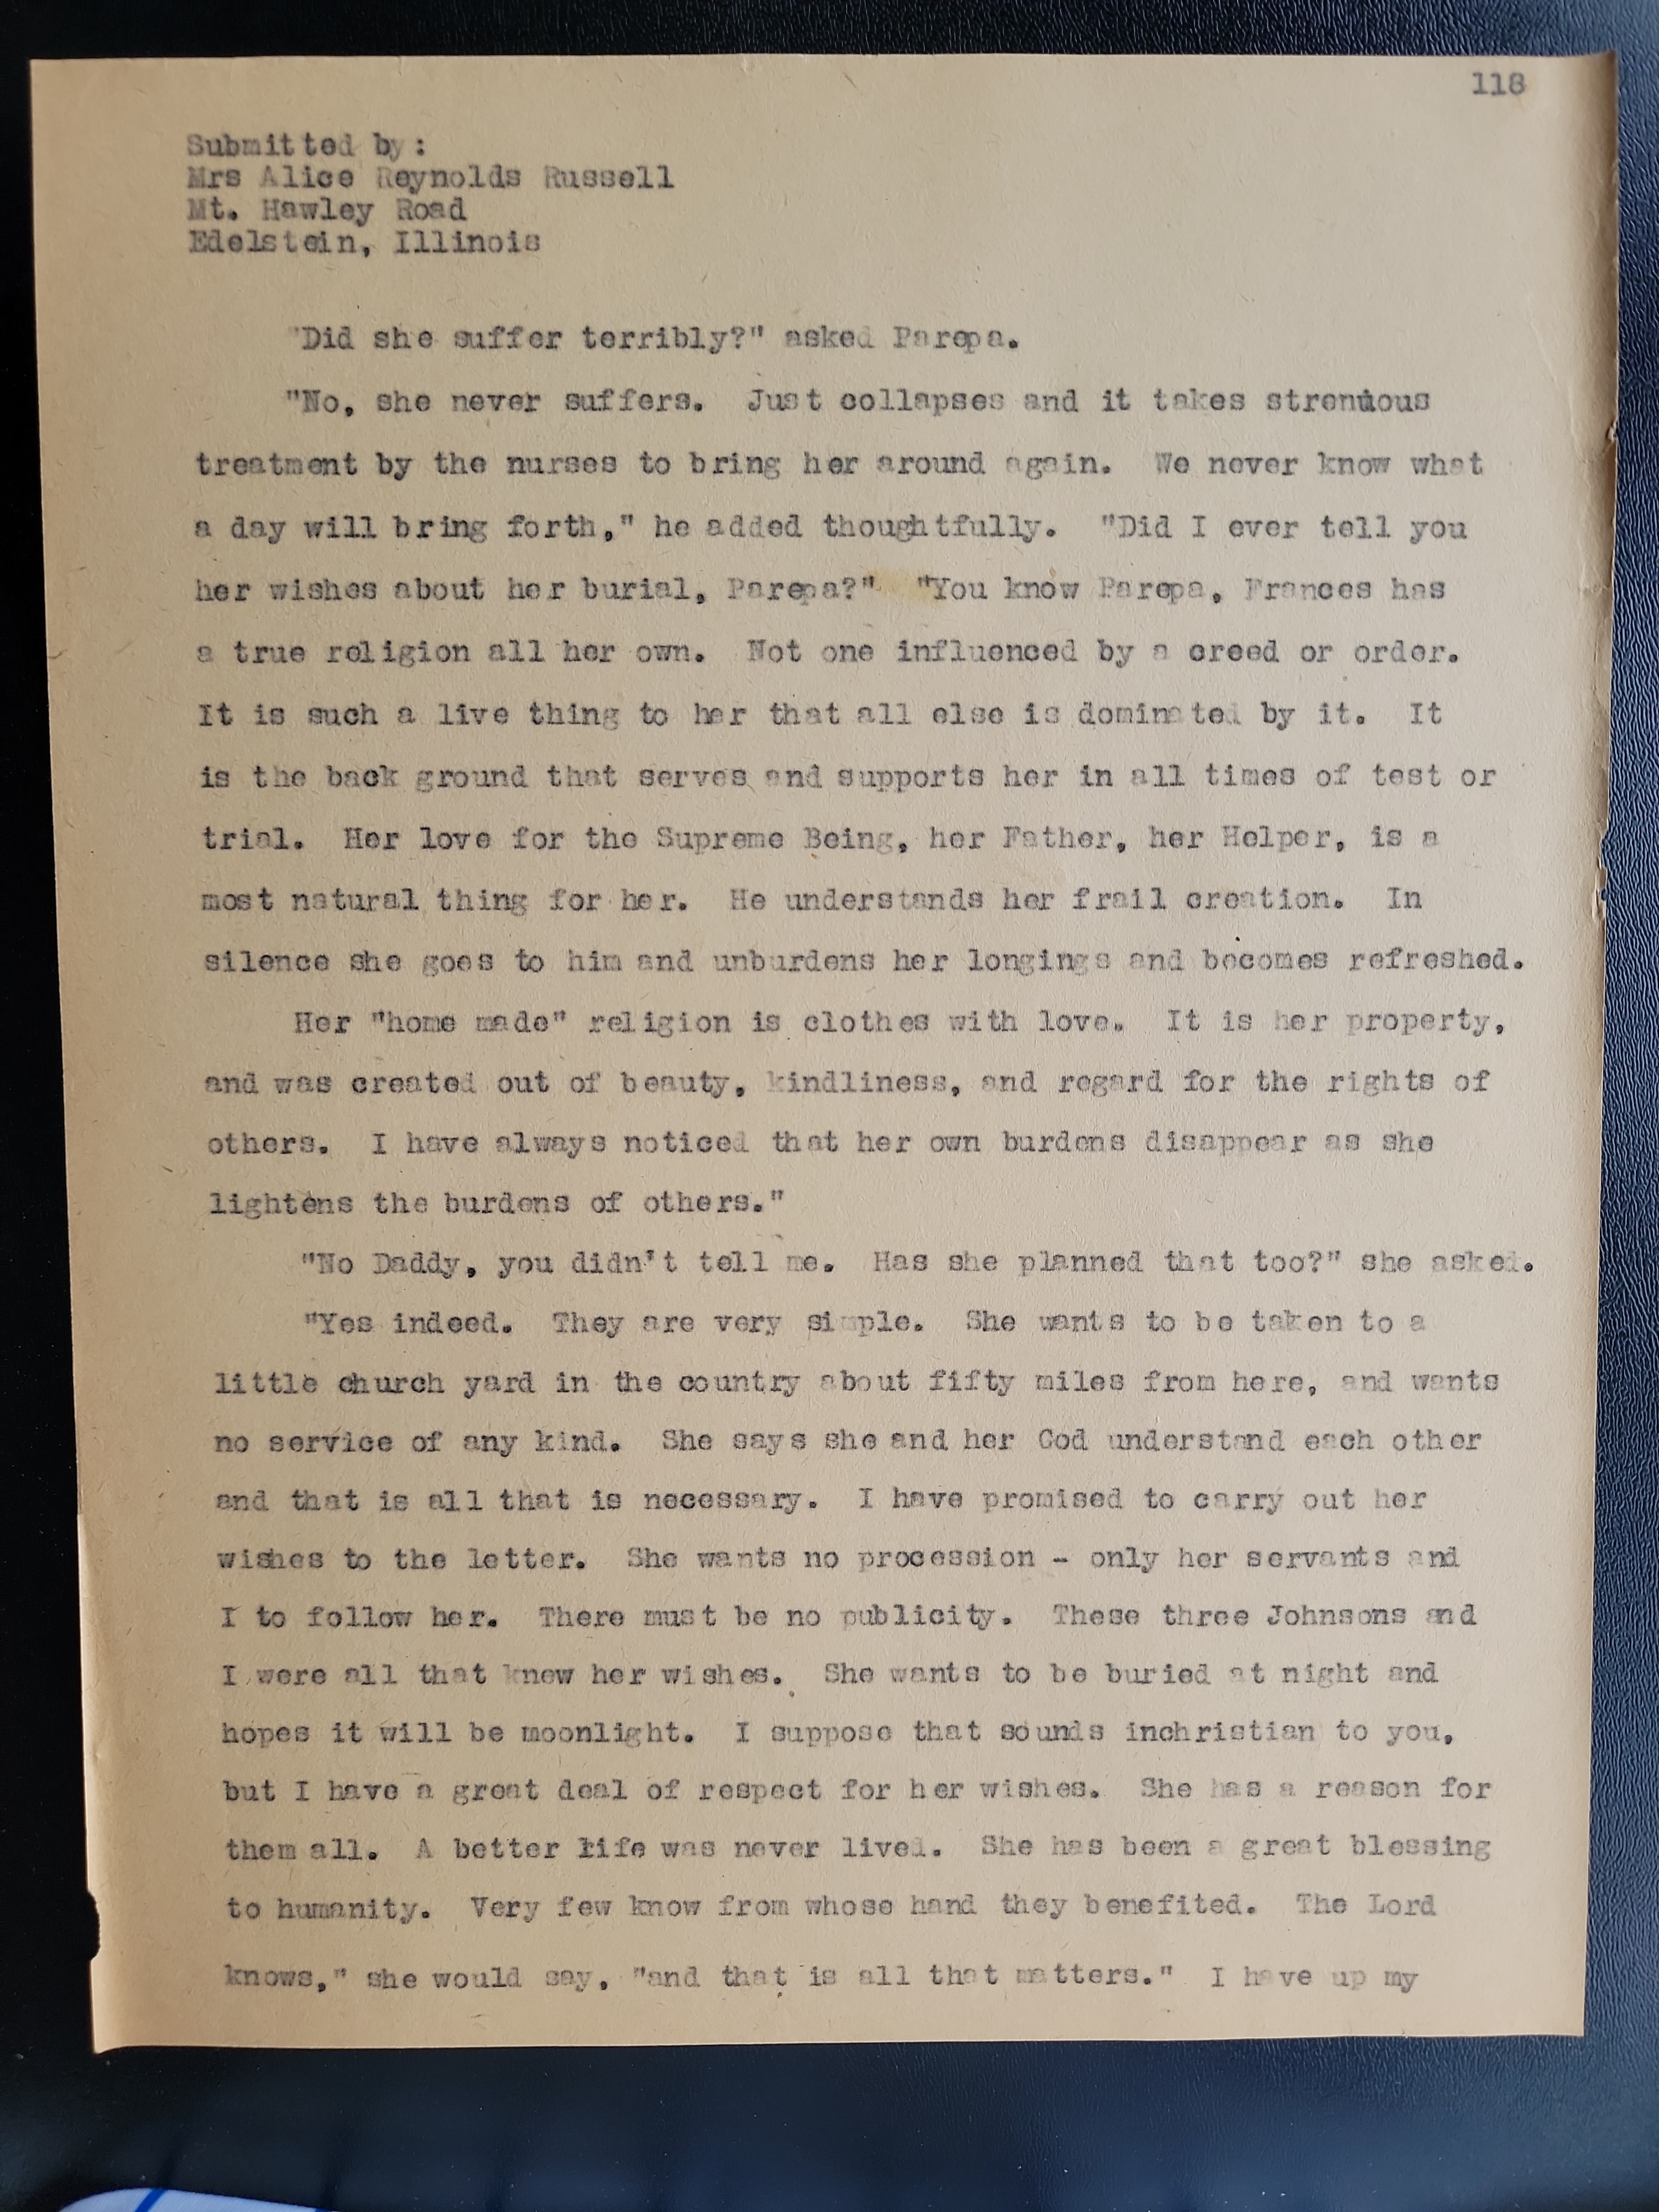 118
Submitted by:
Mrs Alice Reynolds Russell
Mt. Hawley Road
Edelstein, Illinois
"Did she suffer terribly?" asked Parepa.
"No, she never suffers. Just collapses and it takes strenuous
treatment by the nurses to bring her around again. We never know what
a day will bring forth," he added thoughtfully. "Did I ever tell you
her wishes about her burial, Parepa?" "You know Parepa, Frances has
a true religion all her own. Not one influenced by a creed or order.
It is such a live thing to her that all else is dominated by it. It
is the back ground that serves and supports her in all times of test or
trial. Her love for the Supreme Being, her Father, her Helper, is a
most natural thing for her. He understands her frail creation. In
silence she goes to him and unburdens her longings and becomes refreshed.
Her "home made" religion is clothes with love. It is her property,
and was created out of beauty, kindliness, and regard for the rights of
others. I have always noticed that her own burdens disappear as she
lightens the burdens of others."
"No Daddy, you didn't tell me. Has she planned that too?" she asked.
"Yes indeed. They are very simple. She wants to be taken to a
little church yard in the country about fifty miles from here, and wants
no service of any kind. She says she and her God understand each other
and that is all that is necessary. I have promised to carry out her
wishes to the letter. She wants no procession - only her servants and
I to follow her. There must be no publicity. These three Johnsons and
I were all that knew her wishes. She wants to be buried at night and
hopes it will be moonlight. I suppose that sounds inchristian to you,
but I have a great deal of respect for her wishes. She has a reason for
them all. A better life was never lived. She has been a great blessing
to humanity. Very few know from whose hand they benefited. The Lord
knows," she would say, "and that is all that matters." I have up my